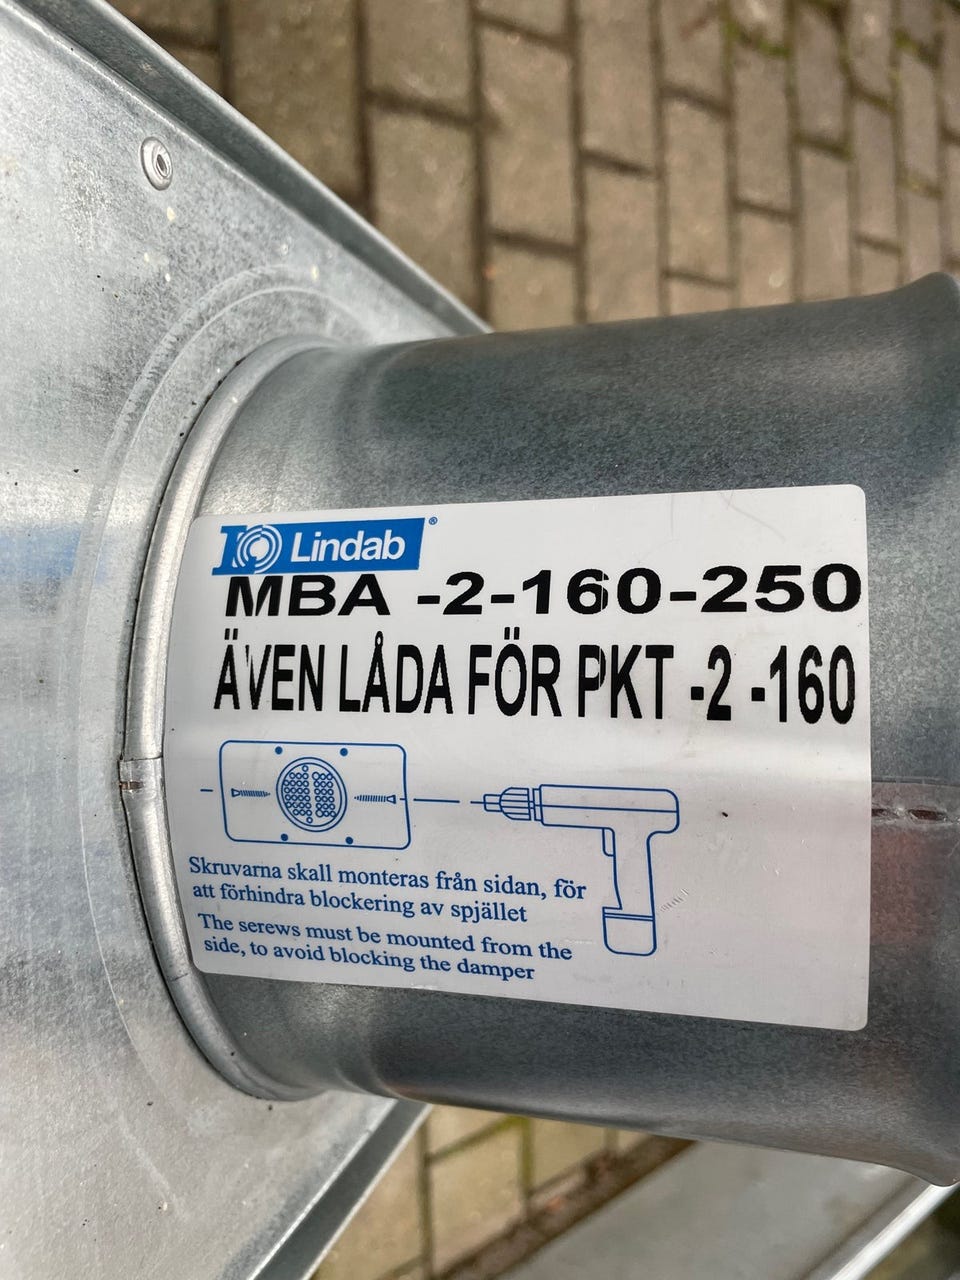 Lindab®
MBA -2-160-250
ÄVEN LÅDA FÖR PKT -2 -160
Skruvarna skall monteras från sidan, för
att förhindra blockering av spjället
The serews must be mounted from the
side, to avoid blocking the damper